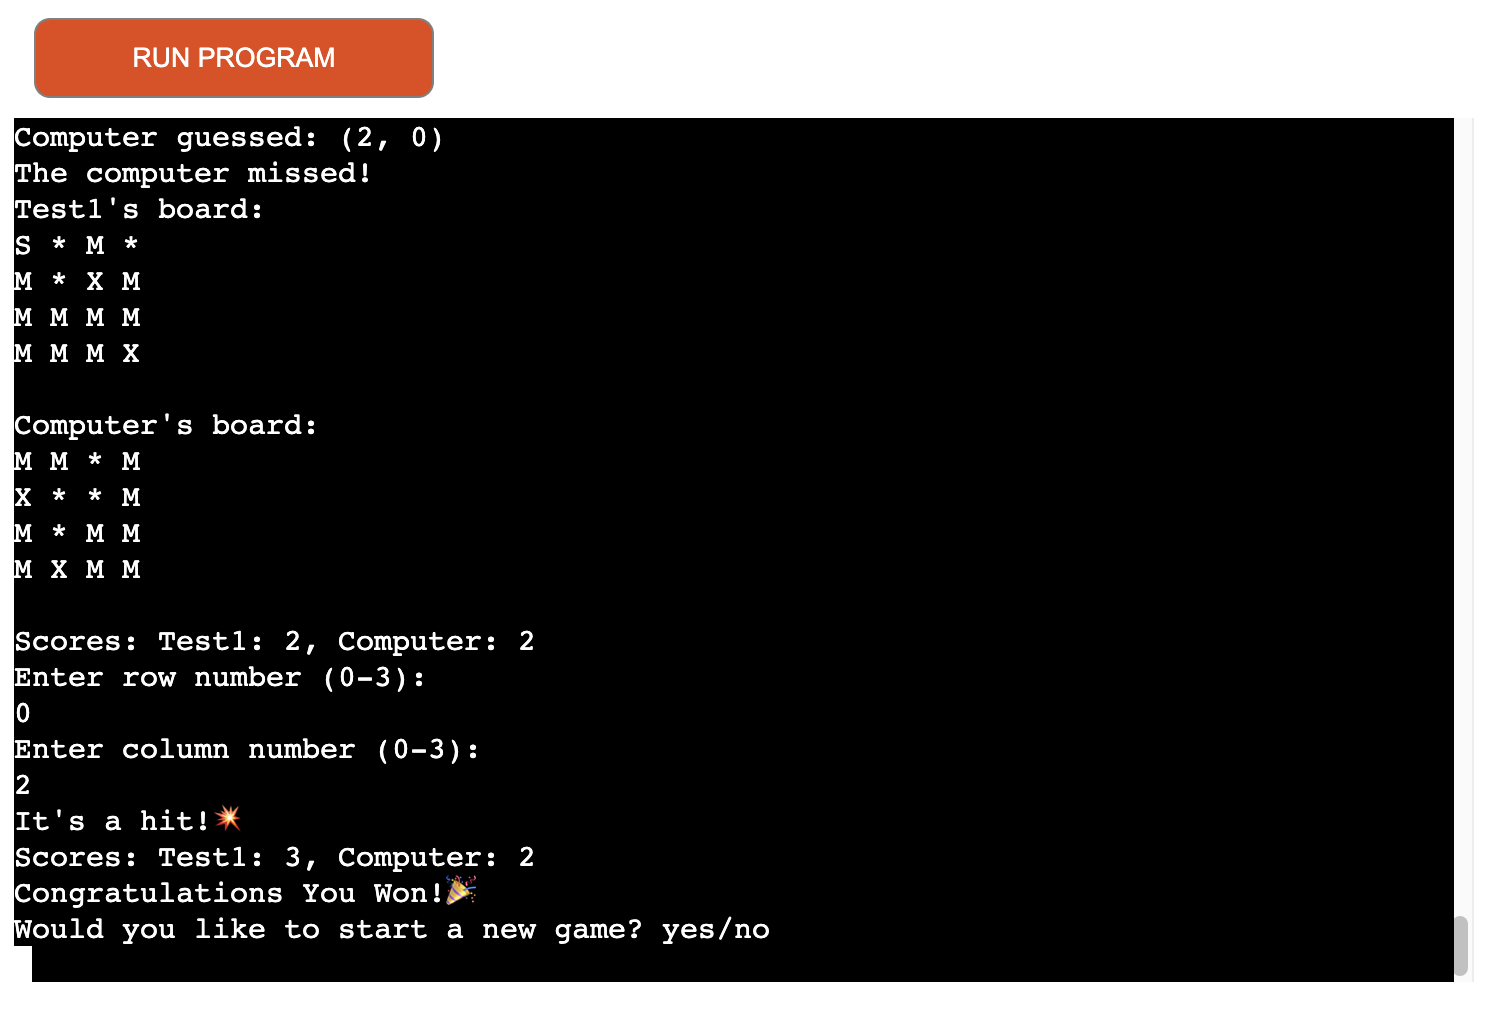 RUN PROGRAM
Computer guessed: (2, 0)
The computer missed!
Test1's board:
S * M *
M * X M
M M M M
M M M X
Computer's board:
M M * M
X * * M
M * M M
M X M M
Scores: Test1: 2, Computer: 2
Enter row number (0-3):
0
Enter column number (0-3):
2
It's a hit!💥
Scores: Test1: 3, Computer: 2
Congratulations You Won!🎉
Would you like to start a new game? yes/no